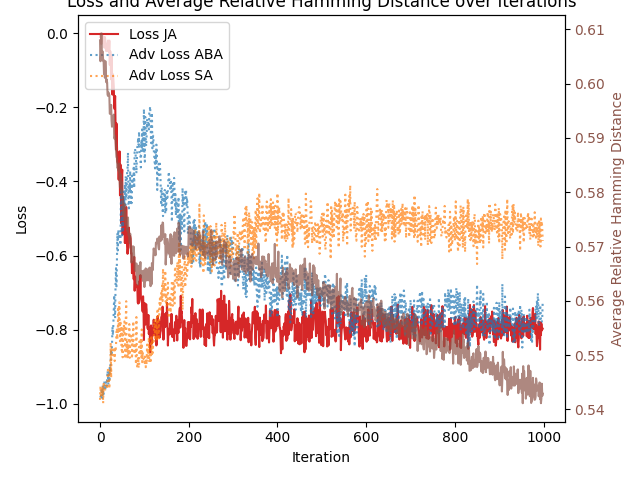 Loss and Average Relative Hamming Distance over Iterations
Loss JA
Adv Loss ABA
Adv Loss SA
0.0
−0.2
−0.4
−0.6
−0.8
−1.0
Loss
0.61
0.60
0.59
0.58
0.57
0.56
0.55
0.54
Average Relative Hamming Distance
0 200 400 600 800 1000
Iteration